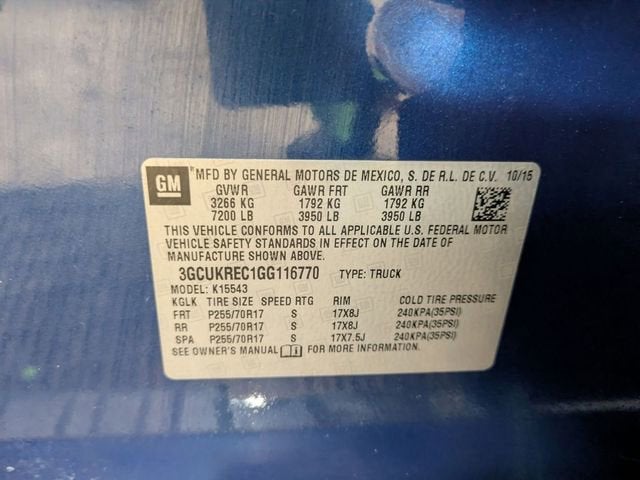 GM
MFD BY GENERAL MOTORS DE MEXICO, S. DE R.L. DE C.V. 10/15
GVWR GAWR FRT GAWR RR
3266 KG 1792 KG 1792 KG
7200 LB 3950 LB 3950 LB
THIS VEHICLE CONFORMS TO ALL APPLICABLE U.S. FEDERAL MOTOR
VEHICLE SAFETY STANDARDS IN EFFECT ON THE DATE OF
MANUFACTURE SHOWN ABOVE.
3GCUKREC1GG116770 TYPE: TRUCK
MODEL: K15543
KGLK TIRE SIZE SPEED RTG RIM COLD TIRE PRESSURE
FRT P255/70R17 S 17X8J 240KPA(35PSI)
RR P255/70R17 S 17X8J 240KPA(35PSI)
SPA P255/70R17 S 17X7.5J 240KPA(35PSI)
SEE OWNER'S MANUAL FOR MORE INFORMATION.